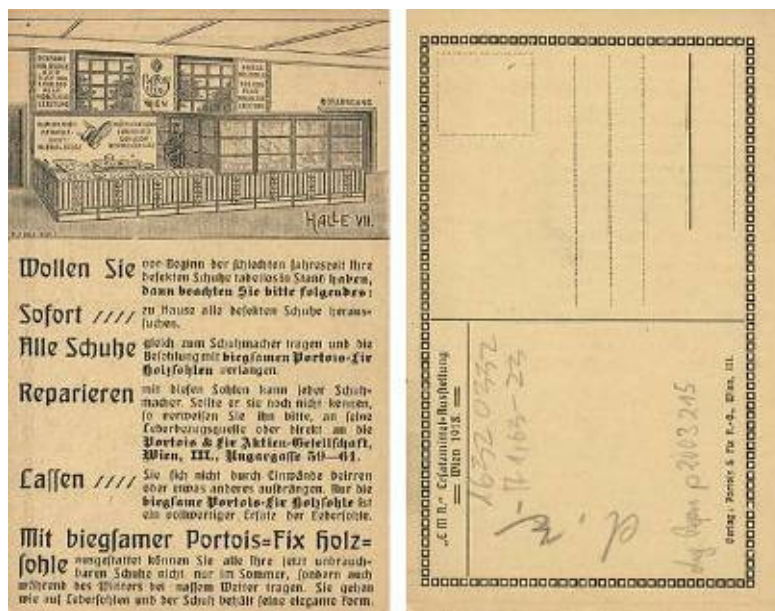 WIEN
HALLE VII.
Wollen Sie vor Beginn der schlechten Jahreszeit Ihre
defekten Schuhe tadellos in Stand haben,
dann beachten Sie bitte folgendes:
Sofort //// zu Hause alle defekten Schuhe heraus-
suchen.
Alle Schuhe gleich zum Schuhmacher tragen und die
Besohlung mit biegsamen Portois-Fix
Holzsohlen verlangen.
Reparieren mit diesen Sohlen kann jeder Schuh-
macher. Sollte er sie noch nicht kennen,
so verweisen Sie ihn bitte, an seine
Lederbezugsquelle oder direkt an die
Portois & Fix Aktien-Gesellschaft,
Wien, III., Ungargasse 59—61.
Lassen //// Sie sich nicht durch Einwände beirren
oder etwas anderes aufdrängen. Nur die
biegsame Portois-Fix Holzsohle ist
ein vollwertiger Ersatz der Ledersohle.
Mit biegsamer Portois=Fix Holz=
sohle ausgestattet können Sie alle Ihre jetzt unbrauch-
baren Schuhe nicht nur im Sommer, sondern auch
während des Winters bei nassem Wetter tragen. Sie gehen
wie auf Ledersohlen und der Schuh behält seine elegante Form.
„EMA“ Ersatzmittel-Ausstellung
Wien 1918.
16320332
p2003215
Verlag: Portois & Fix A.-G., Wien, III.